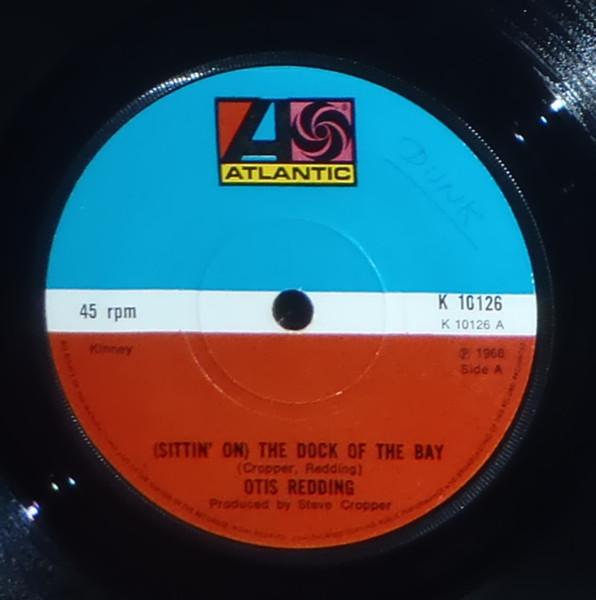 ATLANTIC
DUNK
45 rpm
K 10126
K 10126 A
Kinney
℗ 1968
Side A
(SITTIN' ON) THE DOCK OF THE BAY
(Cropper, Redding)
OTIS REDDING
Produced by Steve Cropper